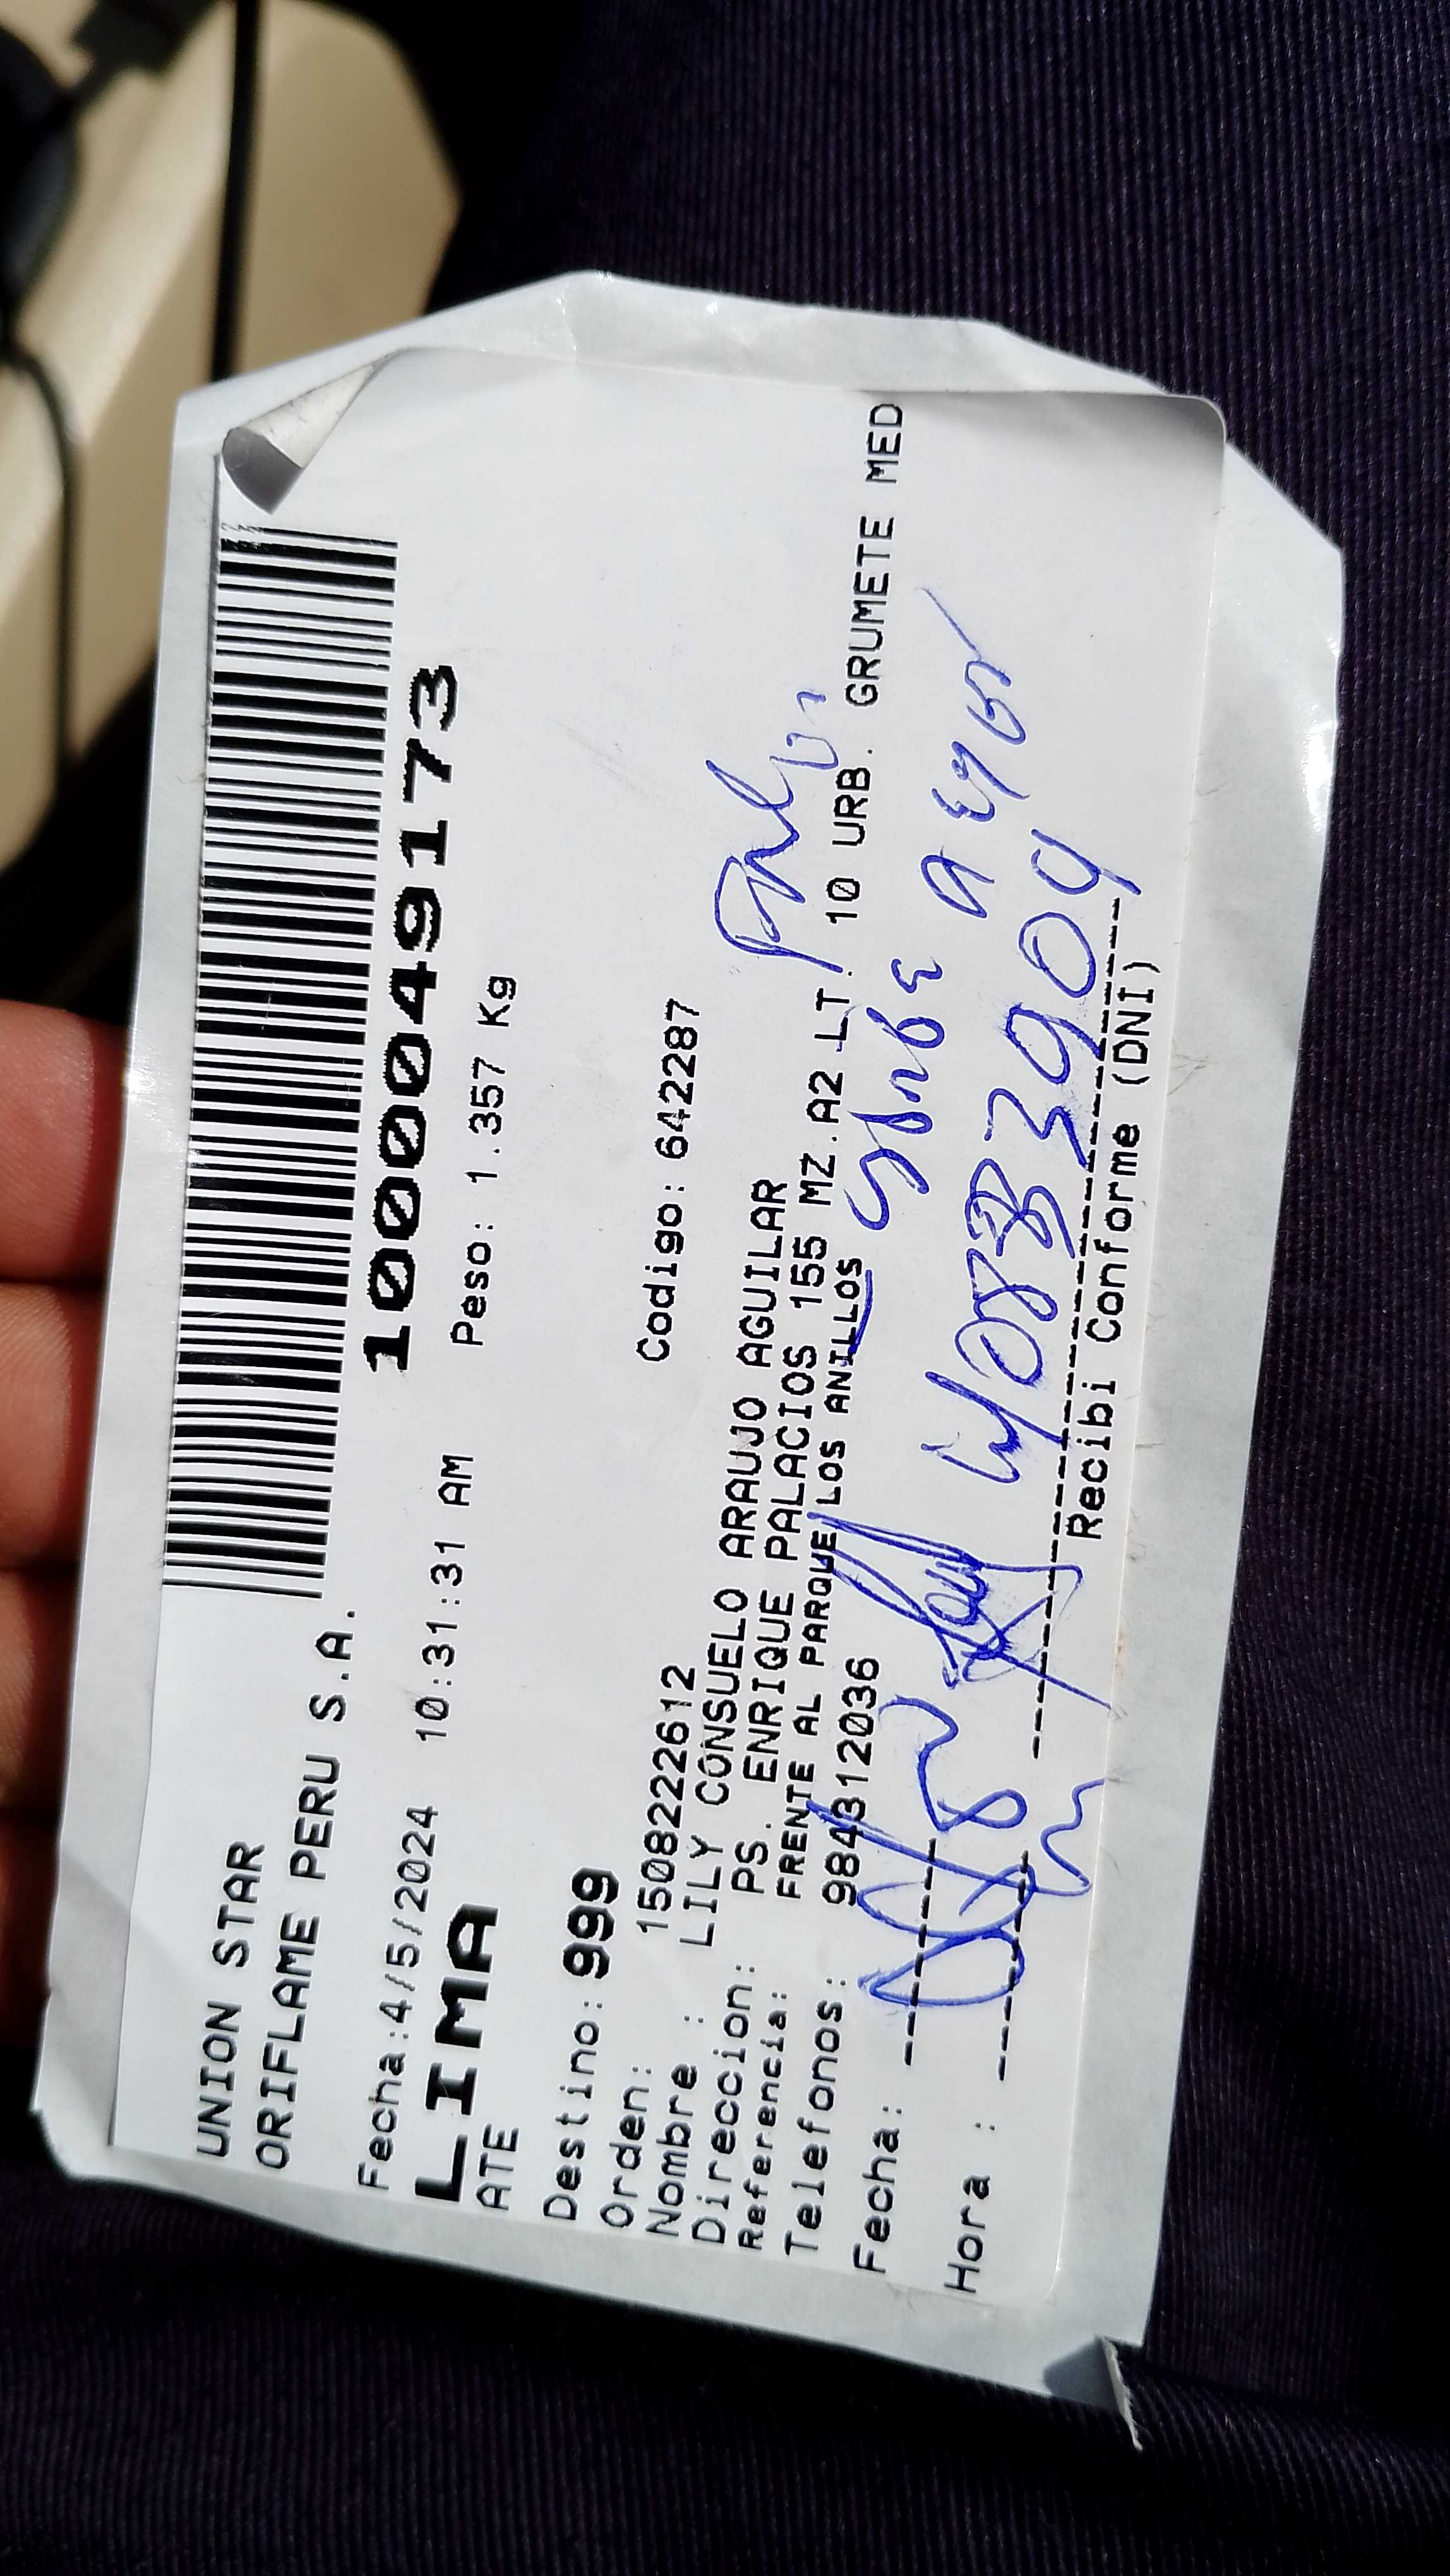 UNION STAR
ORIFLAME PERU S.A.
1000049173
Fecha:4/5/2024 10:31:31 AM Peso: 1.357 Kg
LIMA
ATE
Destino: 999
Orden: 150822612 Codigo: 642287
Nombre : LILY CONSUELO ARAUJO AGUILAR
Direccion: PS. ENRIQUE PALACIOS 155 MZ.A2 LT. 10 URB. GRUMETE MED
Referencia: FRENTE AL PARQUE LOS ANILLOS
Telefonos: 984312036
Fecha:
Hora :
40883904
Recibi Conforme (DNI)